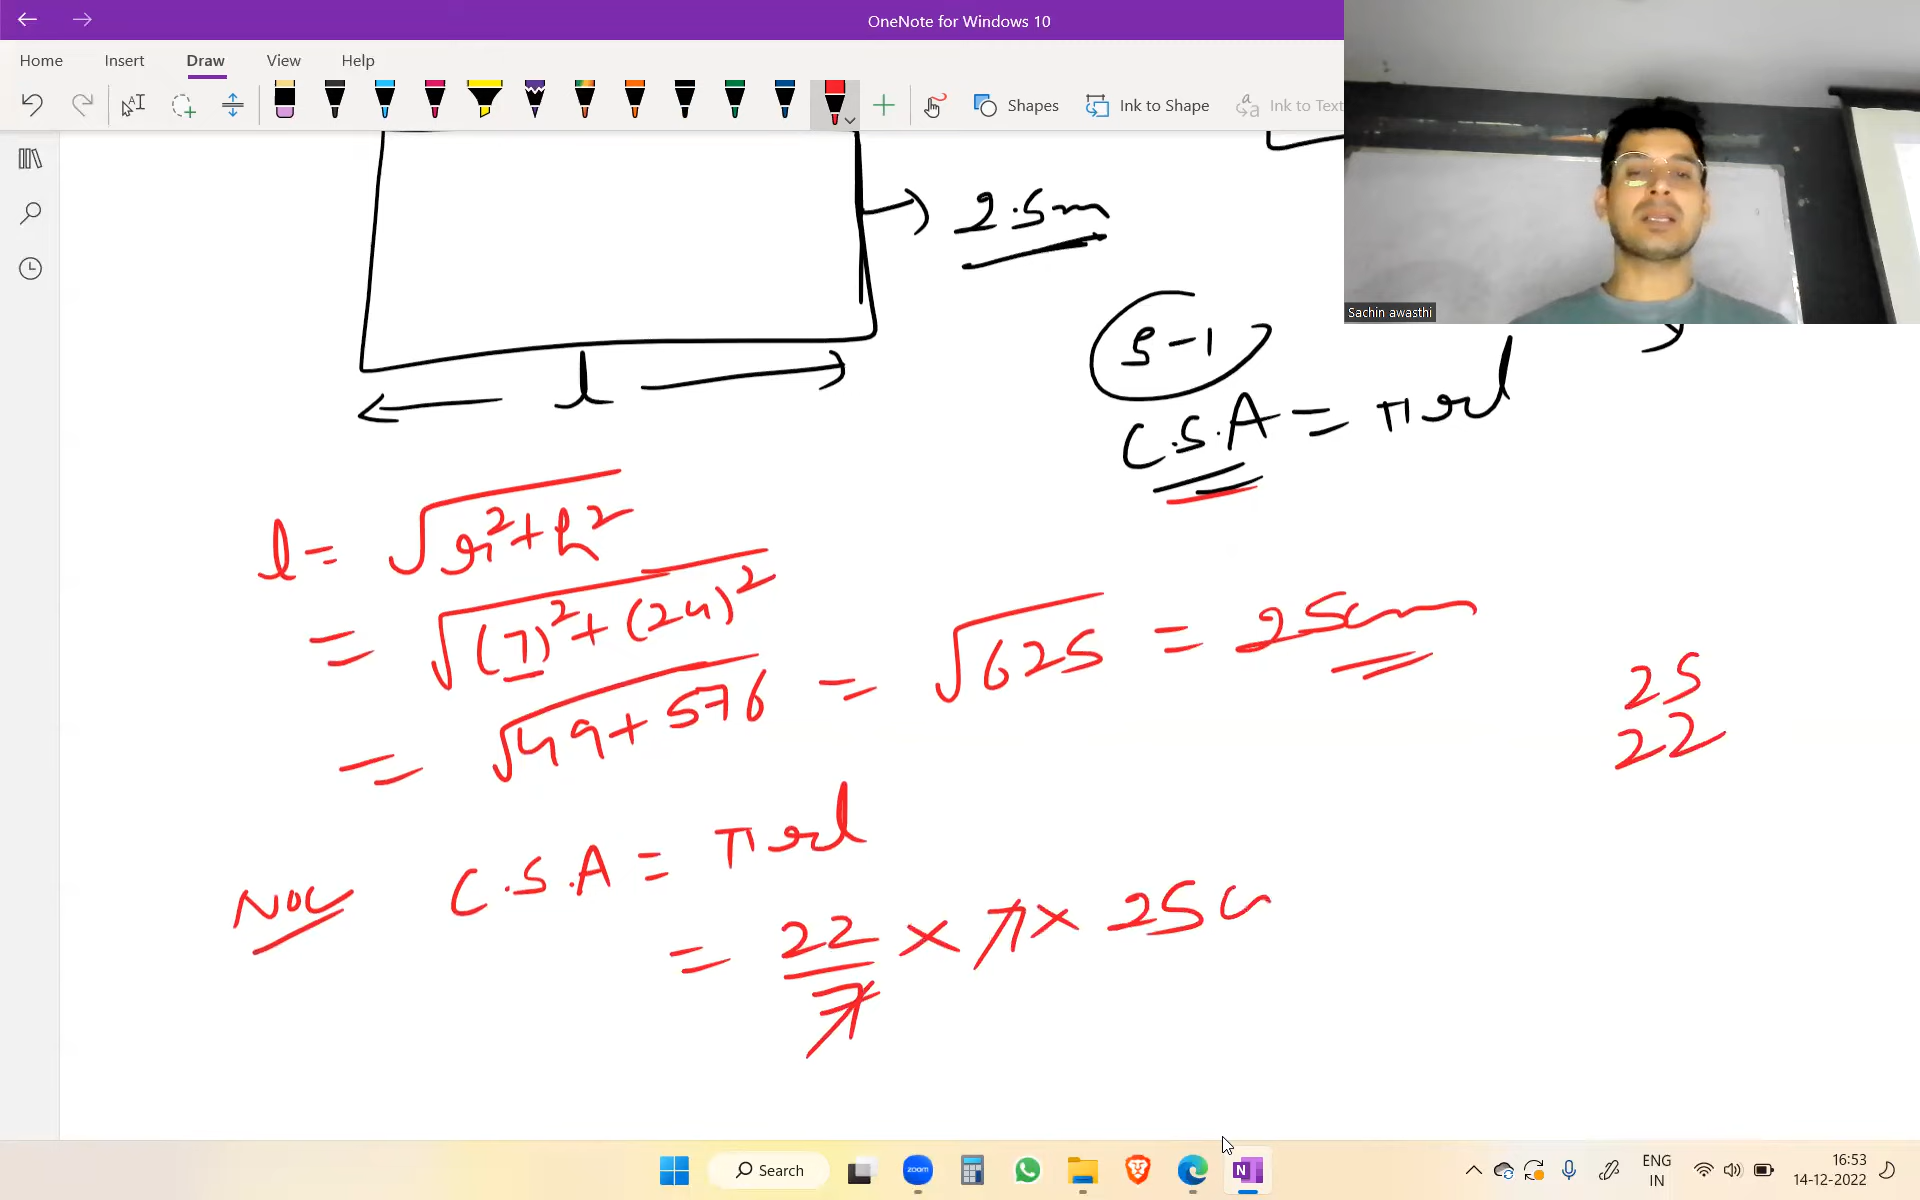 OneNote for Windows 10
Home Insert Draw View Help
Shapes Ink to Shape Ink to Text
Sachin awasthi
2.5m
S-1
l
C.S.A = πrl
l = √r²+h²
= √(7)²+(24)²
= √49+576 = √625 = 25cm
25
22
Now C.S.A = πrl
= 22/7 × 7 × 25 c
Search
zoom
N
ENG
IN
16:53
14-12-2022